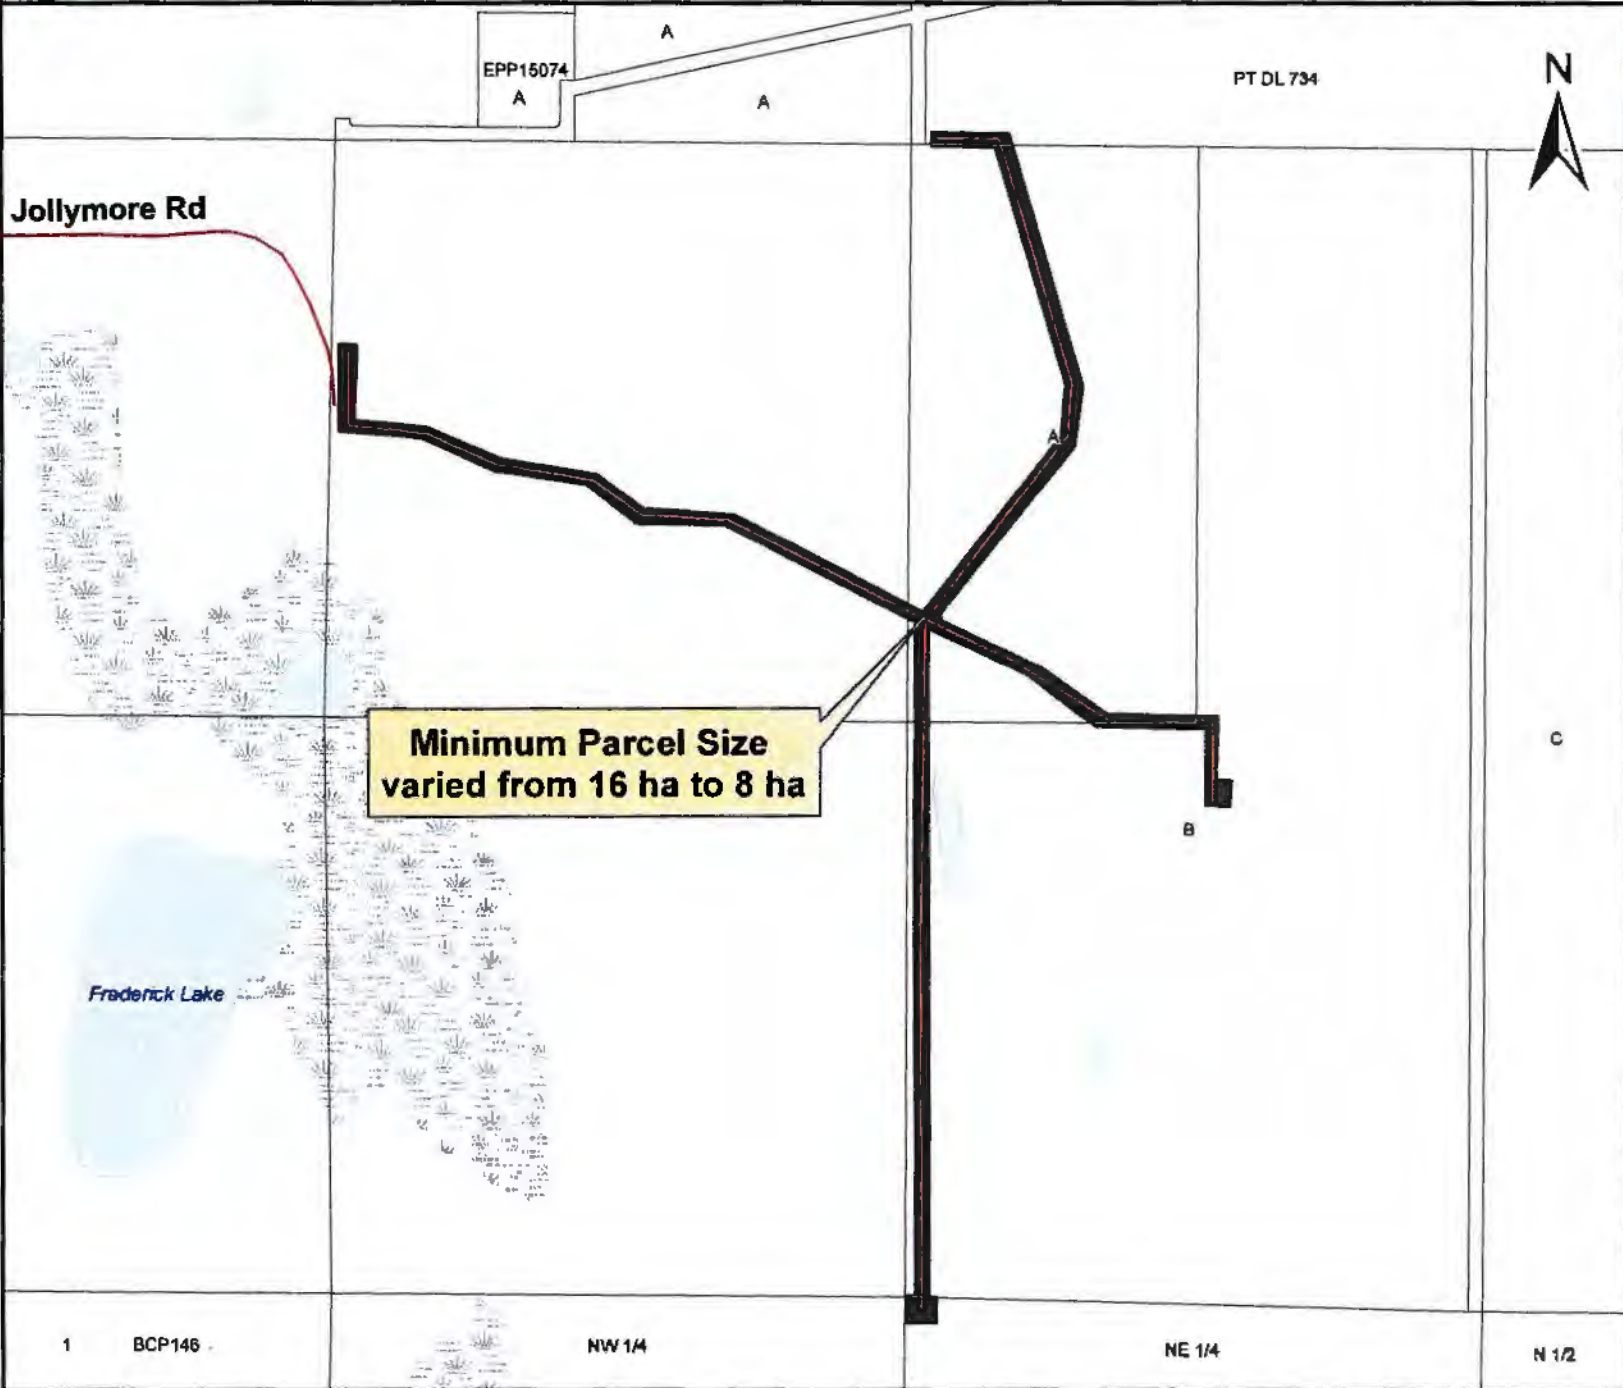 A
EPP15074
A
A
PT DL 734
N
Jollymore Rd
A
Minimum Parcel Size
varied from 16 ha to 8 ha
C
B
Frederick Lake
1
BCP146
NW 1/4
NE 1/4
N 1/2